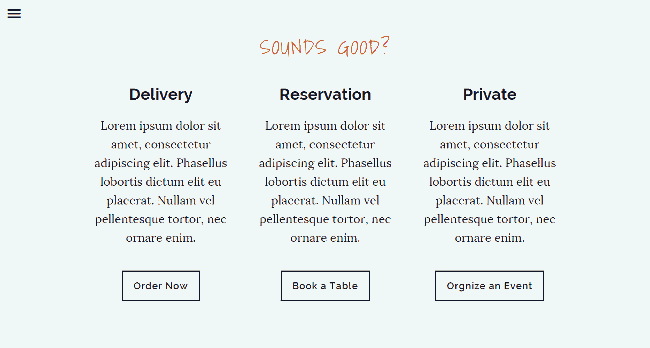 SOUNDS GOOD?
Delivery
Lorem ipsum dolor sit
amet, consectetur
adipiscing elit. Phasellus
lobortis dictum elit eu
placerat. Nullam vel
pellentesque tortor, nec
ornare enim.
Order Now
Reservation
Lorem ipsum dolor sit
amet, consectetur
adipiscing elit. Phasellus
lobortis dictum elit eu
placerat. Nullam vel
pellentesque tortor, nec
ornare enim.
Book a Table
Private
Lorem ipsum dolor sit
amet, consectetur
adipiscing elit. Phasellus
lobortis dictum elit eu
placerat. Nullam vel
pellentesque tortor, nec
ornare enim.
Orgnize an Event